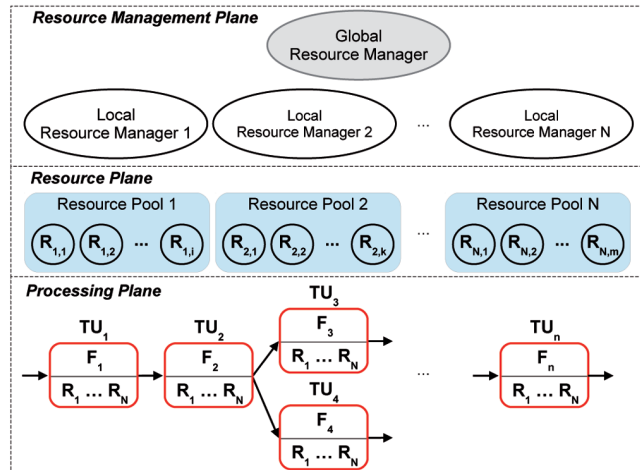 Resource Management Plane
Global
Resource Manager
Local
Resource Manager 1
Local
Resource Manager 2
...
Local
Resource Manager N
Resource Plane
Resource Pool 1
R1,1 R1,2 ... R1,i
Resource Pool 2
R2,1 R2,2 ... R2,k
...
Resource Pool N
RN,1 RN,2 ... RN,m
Processing Plane
TU1
F1
R1 ... RN
TU2
F2
R1 ... RN
TU3
F3
R1 ... RN
TU4
F4
R1 ... RN
...
TUn
Fn
R1 ... RN